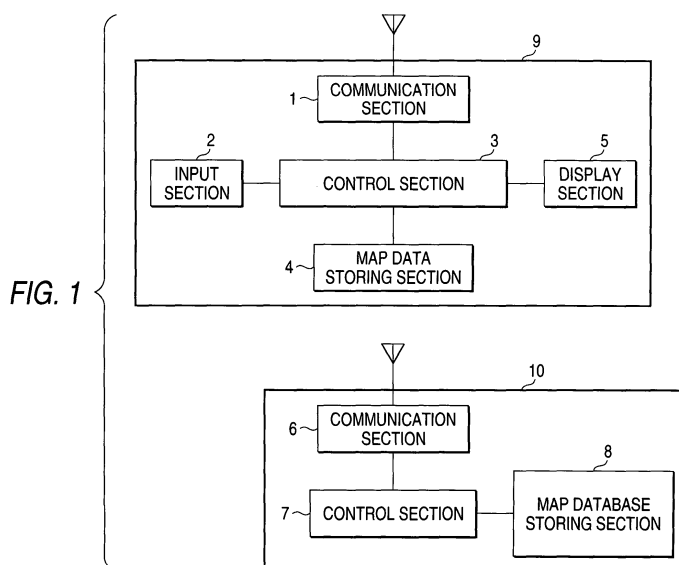 FIG. 1
9
1
COMMUNICATION
SECTION
2
INPUT
SECTION
3
CONTROL SECTION
5
DISPLAY
SECTION
4
MAP DATA
STORING SECTION
10
6
COMMUNICATION
SECTION
7
CONTROL SECTION
8
MAP DATABASE
STORING SECTION